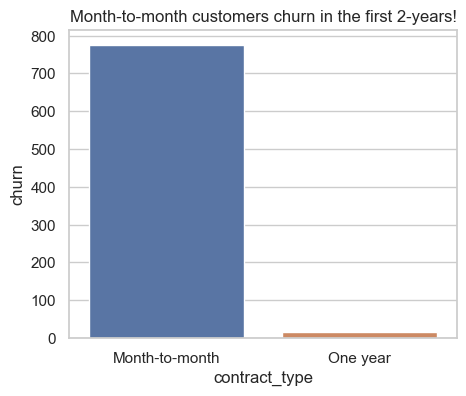 Month-to-month customers churn in the first 2-years!
800
700
600
500
400
300
200
100
0
churn
Month-to-month
One year
contract_type